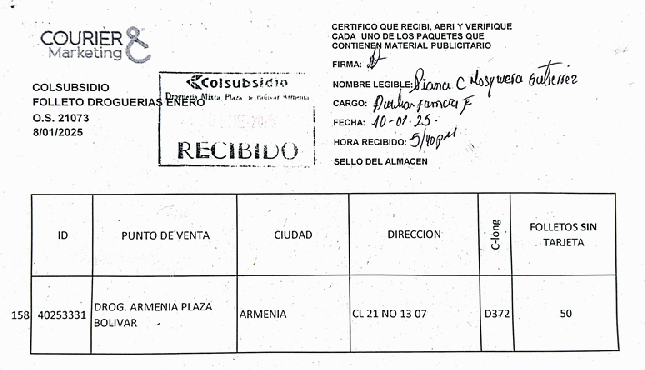 COURIER &
Marketing
COLSUBSIDIO
FOLLETO DROGUERIAS ENERO
O.S. 21073
8/01/2025
Colsubsidio
Plaza
Armenia
RECIBIDO
CERTIFICO QUE RECIBI, ABRI Y VERIFIQUE
CADA UNO DE LOS PAQUETES QUE
CONTIENEN MATERIAL PUBLICITARIO
FIRMA:
NOMBRE LEGIBLE: Diana C Mosquera Gutierrez
CARGO:
FECHA: 10-01-25.
HORA RECIBIDO: 5/40pm
SELLO DEL ALMACEN
ID PUNTO DE VENTA CIUDAD DIRECCION C-long FOLLETOS SIN
TARJETA
158 40253331 DROG. ARMENIA PLAZA
BOLIVAR ARMENIA CL 21 NO 13 07 D372 50